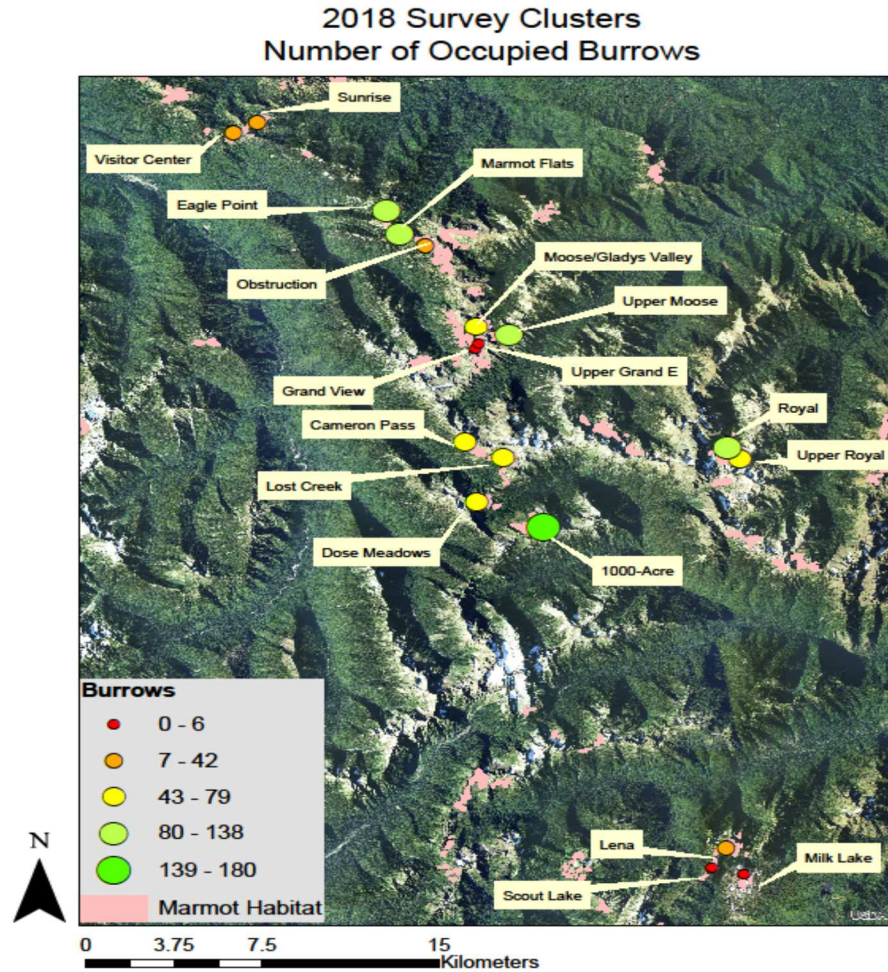 2018 Survey Clusters
Number of Occupied Burrows
Sunrise
Visitor Center
Marmot Flats
Eagle Point
Obstruction
Moose/Gladys Valley
Upper Moose
Upper Grand E
Grand View
Cameron Pass
Royal
Upper Royal
Lost Creek
Dose Meadows
1000-Acre
Burrows
0 - 6
7 - 42
43 - 79
80 - 138
139 - 180
Marmot Habitat
Lena
Milk Lake
Scout Lake
N
0 3.75 7.5 15
Kilometers